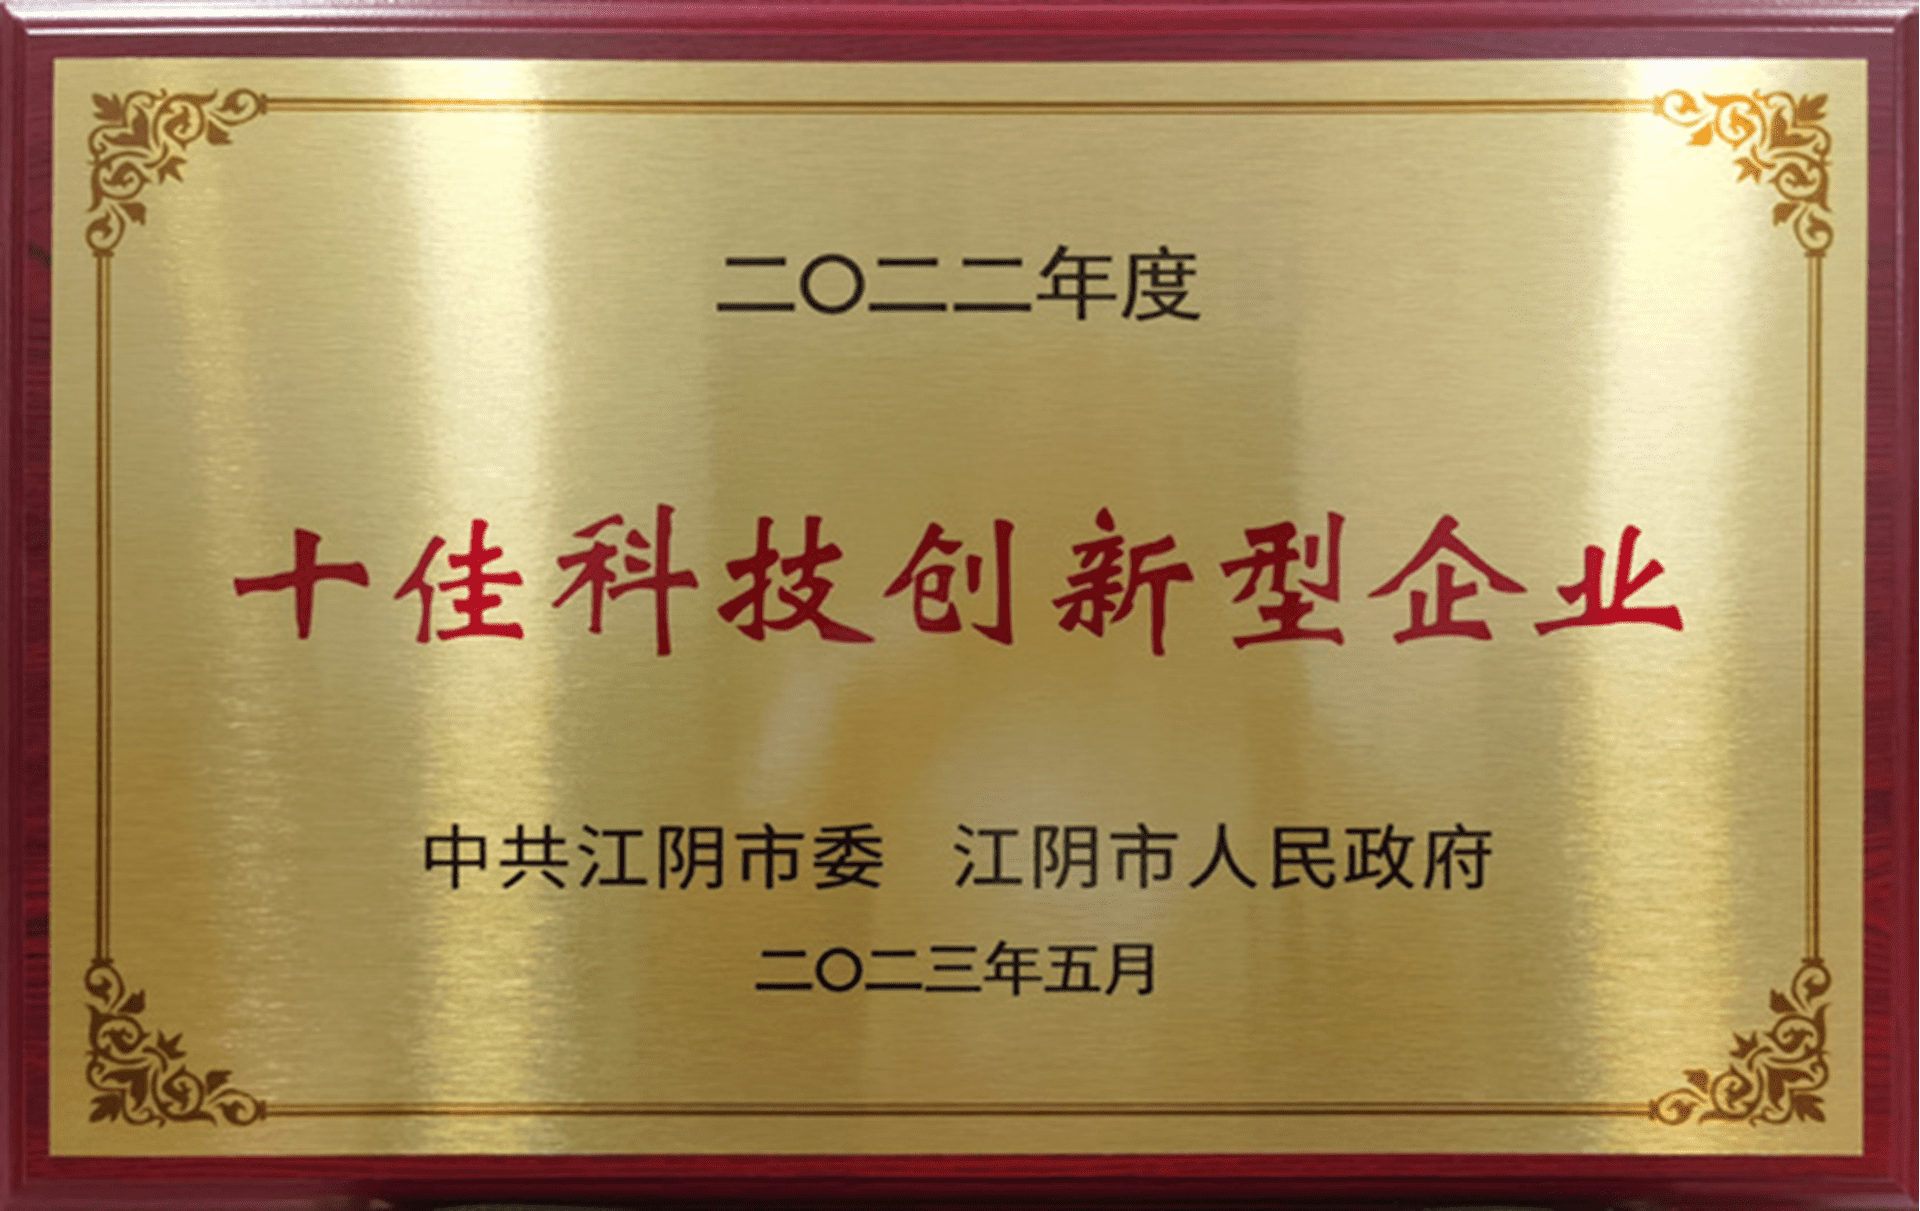 二〇二二年度
十佳科技创新型企业
中共江阴市委 江阴市人民政府
二〇二三年五月